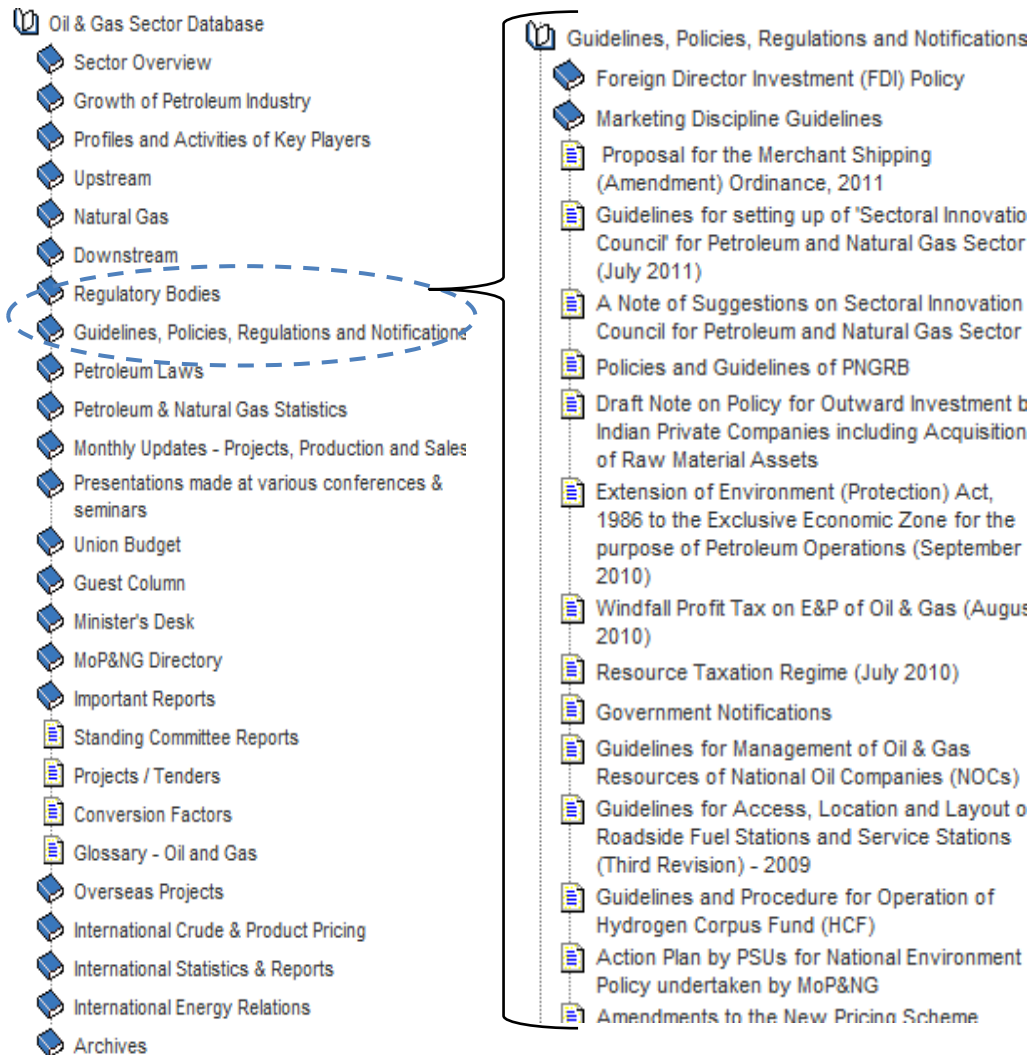 Oil & Gas Sector Database
Sector Overview
Growth of Petroleum Industry
Profiles and Activities of Key Players
Upstream
Natural Gas
Downstream
Regulatory Bodies
Guidelines, Policies, Regulations and Notifications
Petroleum Laws
Petroleum & Natural Gas Statistics
Monthly Updates - Projects, Production and Sales
Presentations made at various conferences &
seminars
Union Budget
Guest Column
Minister's Desk
MoP&NG Directory
Important Reports
Standing Committee Reports
Projects / Tenders
Conversion Factors
Glossary - Oil and Gas
Overseas Projects
International Crude & Product Pricing
International Statistics & Reports
International Energy Relations
Archives
Guidelines, Policies, Regulations and Notifications
Foreign Director Investment (FDI) Policy
Marketing Discipline Guidelines
Proposal for the Merchant Shipping
(Amendment) Ordinance, 2011
Guidelines for setting up of 'Sectoral Innovatio
Council' for Petroleum and Natural Gas Sector
(July 2011)
A Note of Suggestions on Sectoral Innovation
Council for Petroleum and Natural Gas Sector
Policies and Guidelines of PNGRB
Draft Note on Policy for Outward Investment b
Indian Private Companies including Acquisition
of Raw Material Assets
Extension of Environment (Protection) Act,
1986 to the Exclusive Economic Zone for the
purpose of Petroleum Operations (September
2010)
Windfall Profit Tax on E&P of Oil & Gas (Augus
2010)
Resource Taxation Regime (July 2010)
Government Notifications
Guidelines for Management of Oil & Gas
Resources of National Oil Companies (NOCs)
Guidelines for Access, Location and Layout o
Roadside Fuel Stations and Service Stations
(Third Revision) - 2009
Guidelines and Procedure for Operation of
Hydrogen Corpus Fund (HCF)
Action Plan by PSUs for National Environment
Policy undertaken by MoP&NG
Amendments to the New Pricing Scheme